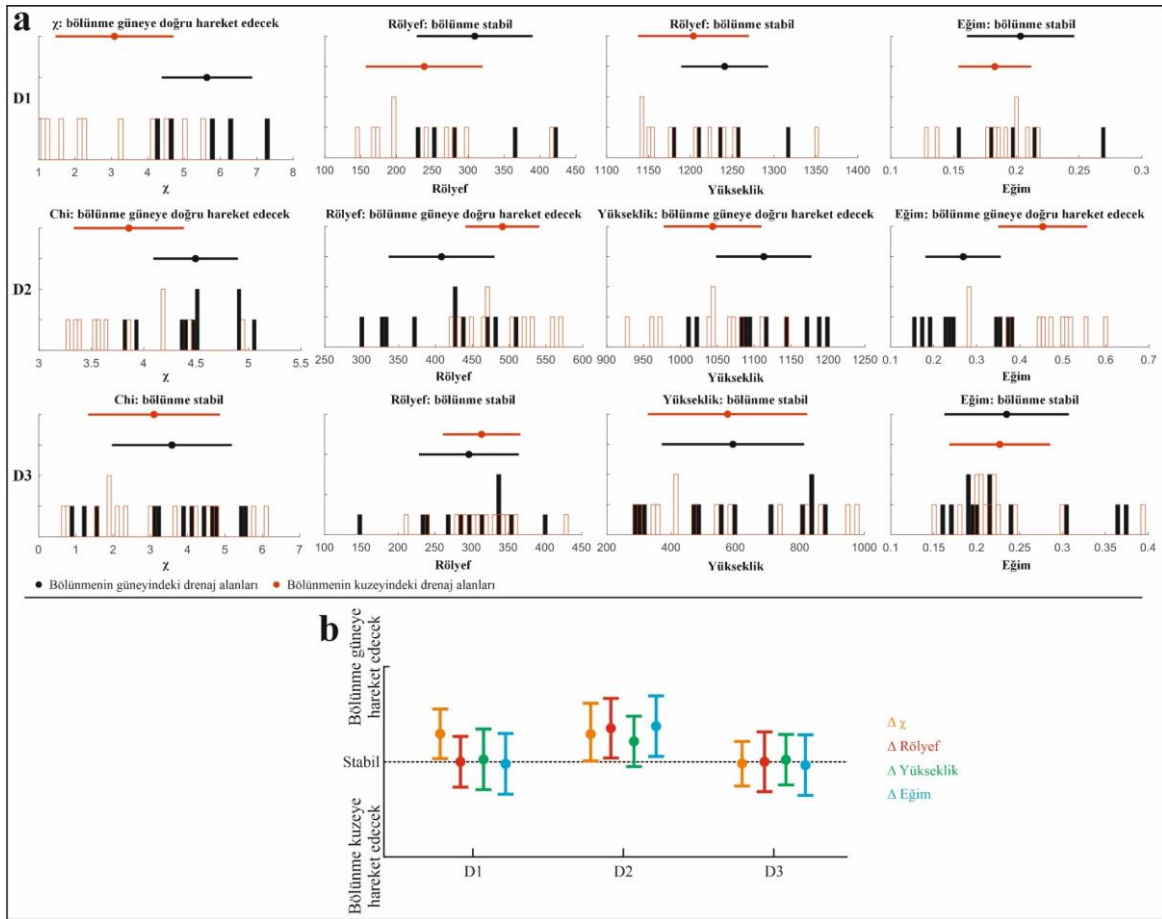 a
χ: bölünme güneye doğru hareket edecek
Rölyef: bölünme stabil
Rölyef: bölünme stabil
Eğim: bölünme stabil
D1
1 2 3 4 5 6 7 8
100 150 200 250 300 350 400 450
1100 1150 1200 1250 1300 1350 1400
0.1 0.2 0.3
χ
Rölyef
Yükseklik
Eğim
Chi: bölünme güneye doğru hareket edecek
Rölyef: bölünme güneye doğru hareket edecek
Yükseklik: bölünme güneye doğru hareket edecek
Eğim: bölünme güneye doğru hareket edecek
D2
3 3.5 4 4.5 5 5.5
250 300 350 400 450 500 550 600
900 950 1000 1050 1100 1150 1200 1250
0.1 0.2 0.3 0.4 0.5 0.6 0.7
χ
Rölyef
Yükseklik
Eğim
Chi: bölünme stabil
Rölyef: bölünme stabil
Yükseklik: bölünme stabil
Eğim: bölünme stabil
D3
0 1 2 3 4 5 6 7
100 150 200 250 300 350 400 450
200 400 600 800 1000
0.1 0.15 0.2 0.25 0.3 0.35 0.4
χ
Rölyef
Yükseklik
Eğim
Bölünmenin güneyindeki drenaj alanları
Bölünmenin kuzeyindeki drenaj alanları
b
Bölünme güneye
hareket edecek
Stabil
Bölünme kuzeye
hareket edecek
D1 D2 D3
Δ χ
Δ Rölyef
Δ Yükseklik
Δ Eğim